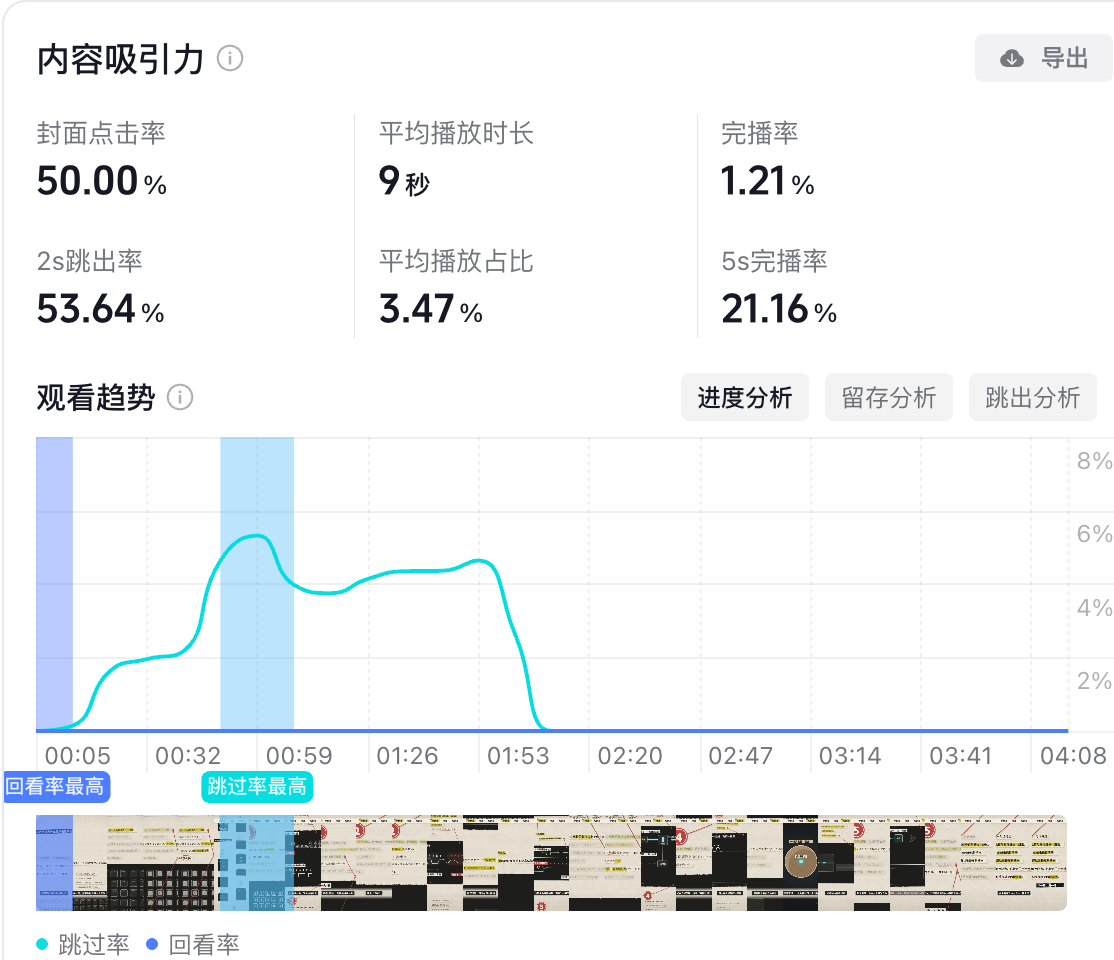 内容吸引力
导出
封面点击率 平均播放时长 完播率
50.00% 9秒 1.21%
2s跳出率 平均播放占比 5s完播率
53.64% 3.47% 21.16%
观看趋势
进度分析 留存分析 跳出分析
8%
6%
4%
2%
00:05 00:32 00:59 01:26 01:53 02:20 02:47 03:14 03:41 04:08
回看率最高 跳过率最高
跳过率 回看率